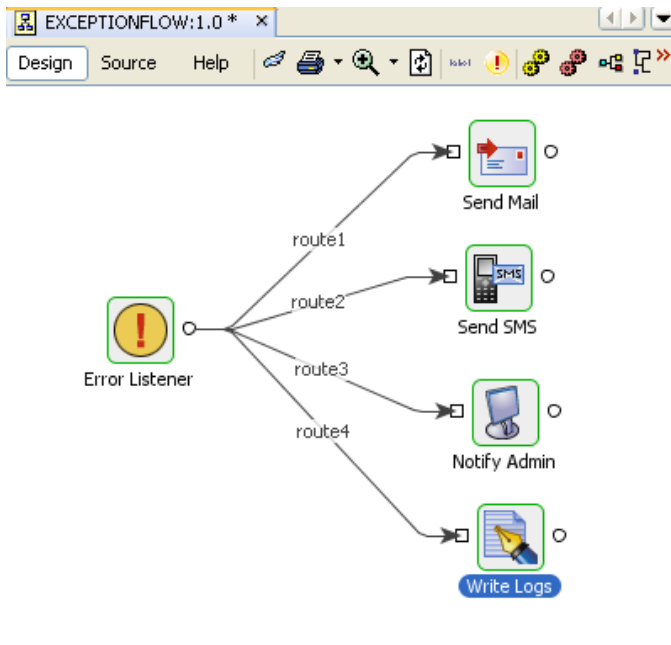 EXCEPTIONFLOW:1.0 *
Design Source Help
label
Send Mail
route1
SMS
route2
Send SMS
Error Listener
route3
Notify Admin
route4
Write Logs